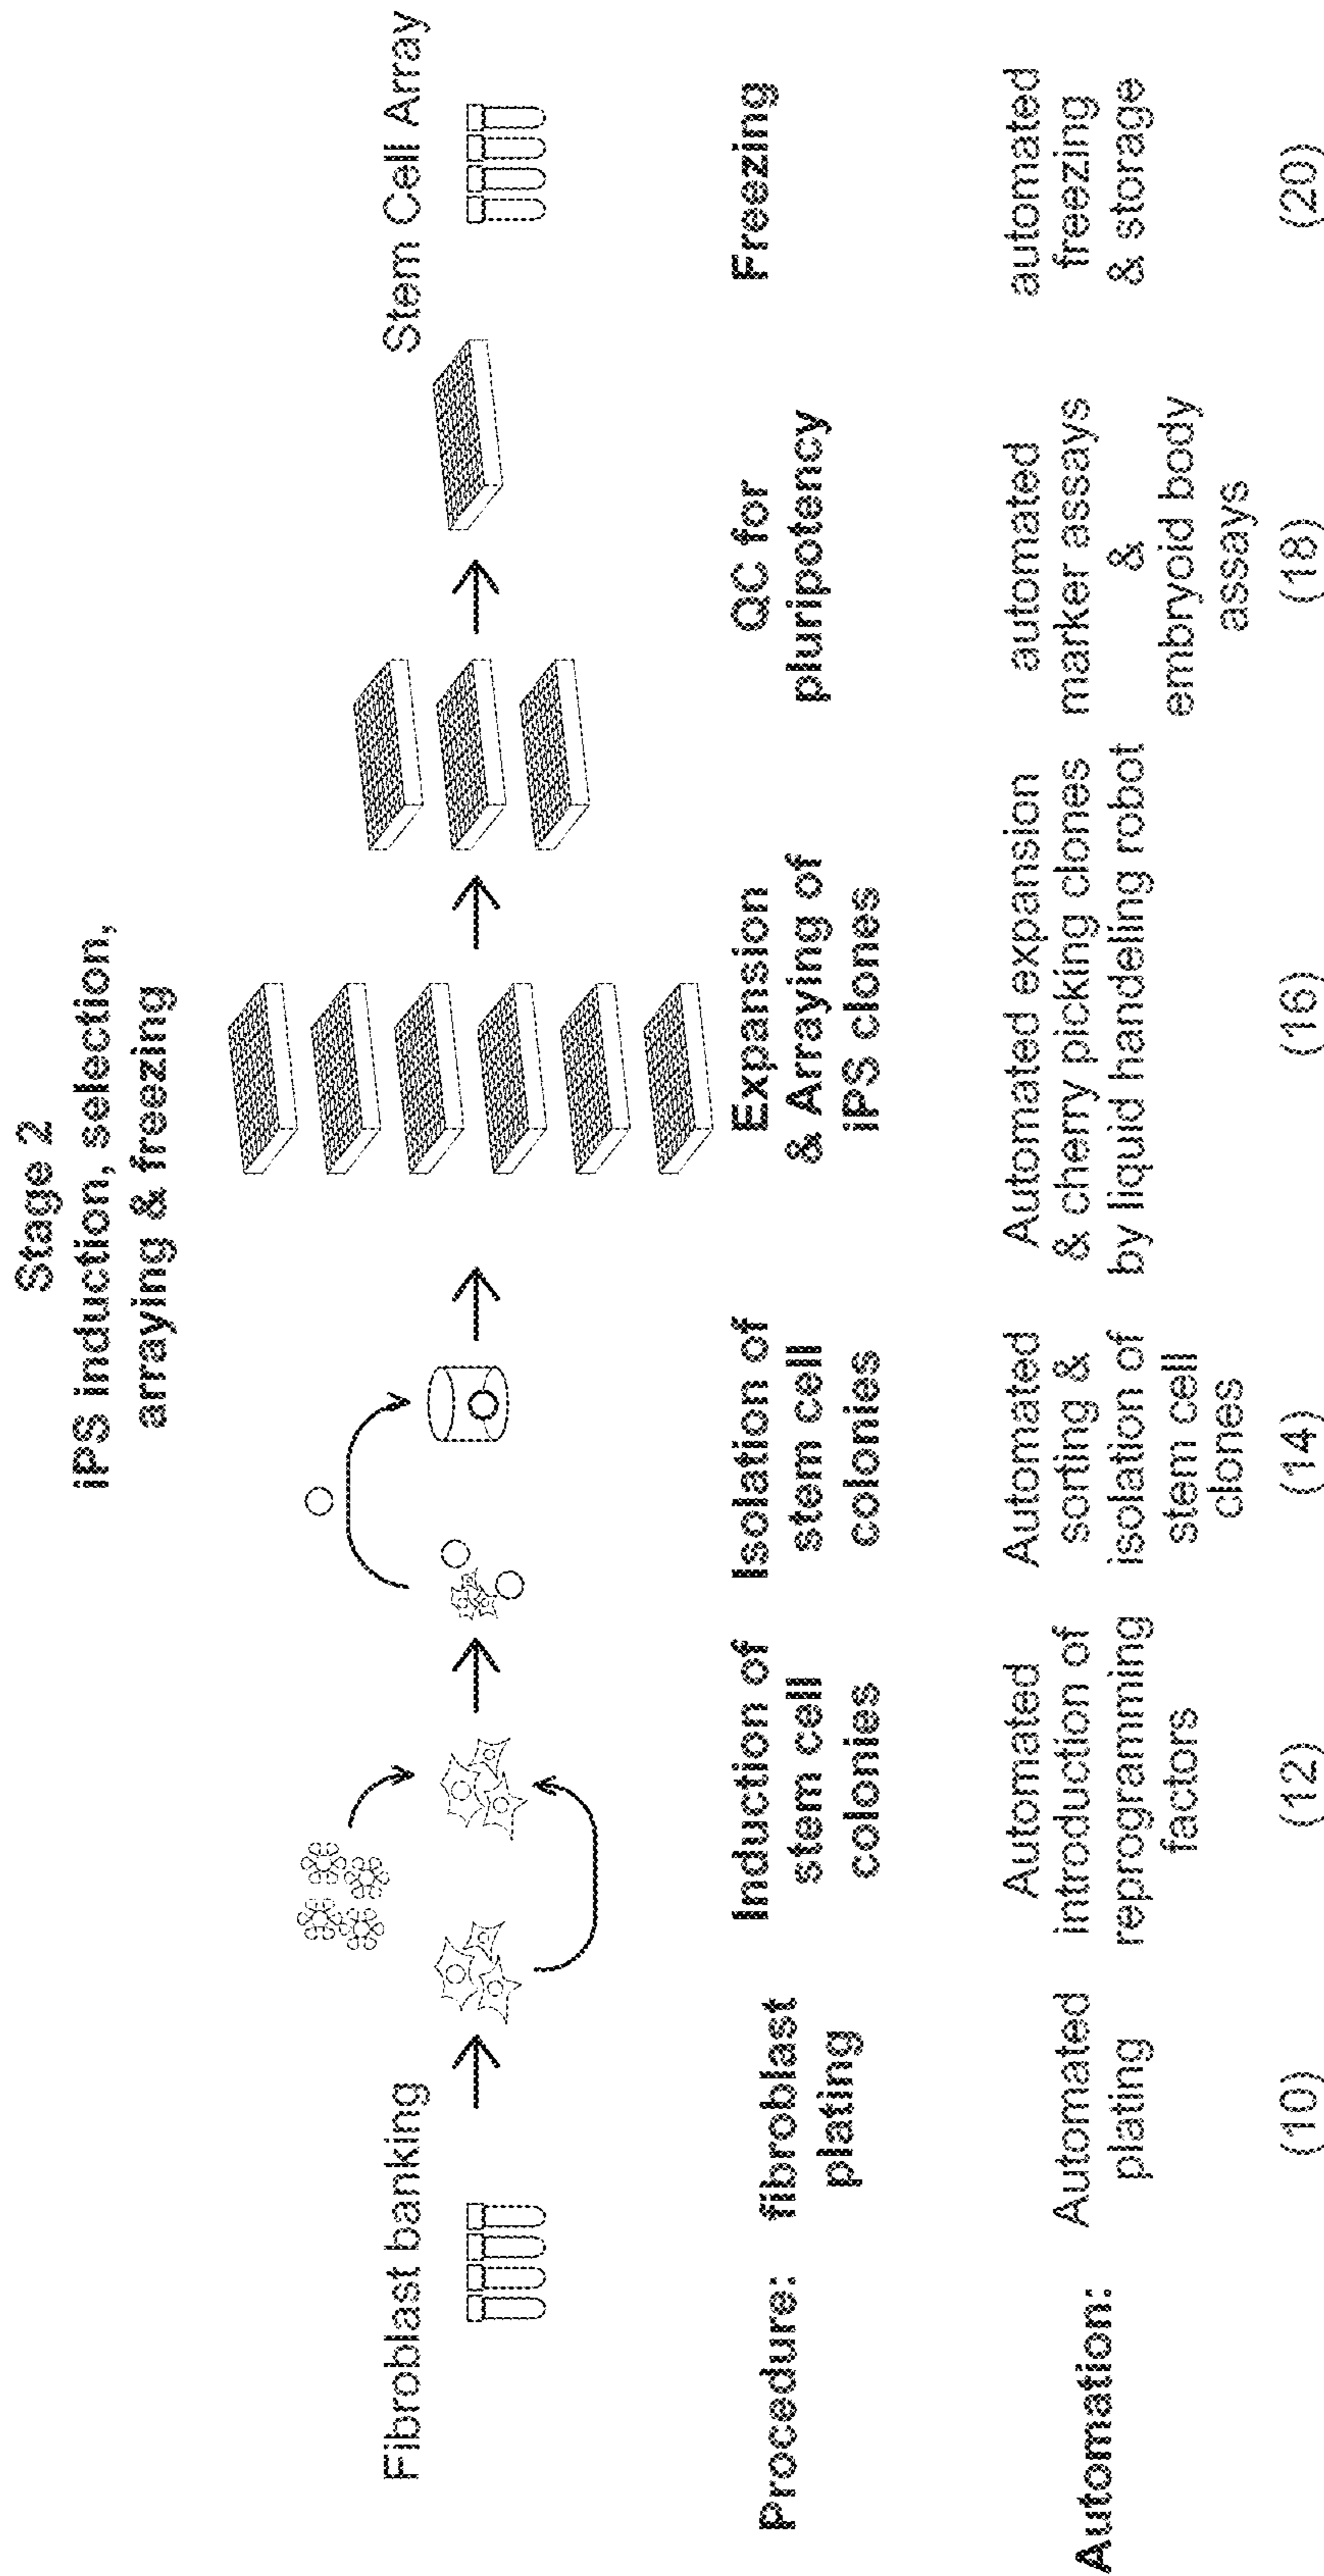 Stage 2
iPS induction, selection,
arraying & freezing
Fibroblast banking
Stem Cell Array
Procedure:
fibroblast
plating
Induction of
stem cell
colonies
Isolation of
stem cell
colonies
Expansion
& Arraying of
iPS clones
QC for
pluripotency
Freezing
Automation:
Automated
plating
(10)
Automated
introduction of
reprogramming
factors
(12)
Automated
sorting &
isolation of
stem cell
clones
(14)
Automated expansion
& cherry picking clones
by liquid handeling robot
(16)
automated
marker assays
&
embryoid body
assays
(18)
automated
freezing
& storage
(20)